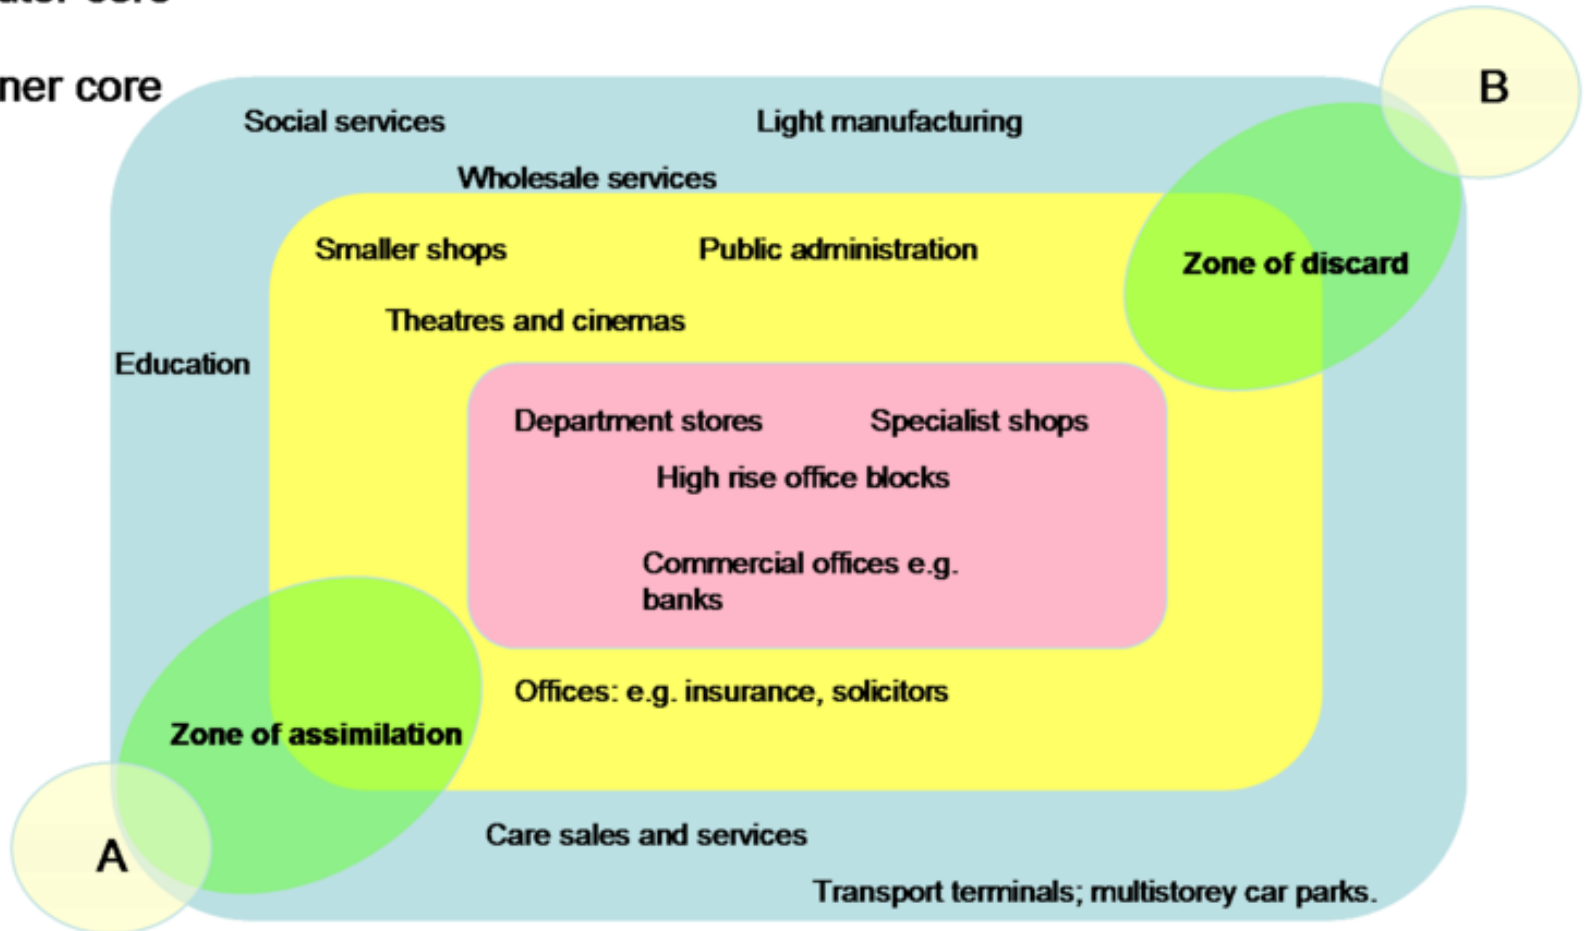 ner core
B
Social services
Light manufacturing
Wholesale services
Smaller shops
Public administration
Zone of discard
Theatres and cinemas
Education
Department stores
Specialist shops
High rise office blocks
Commercial offices e.g.
banks
Offices: e.g. insurance, solicitors
Zone of assimilation
Care sales and services
A
Transport terminals; multistorey car parks.